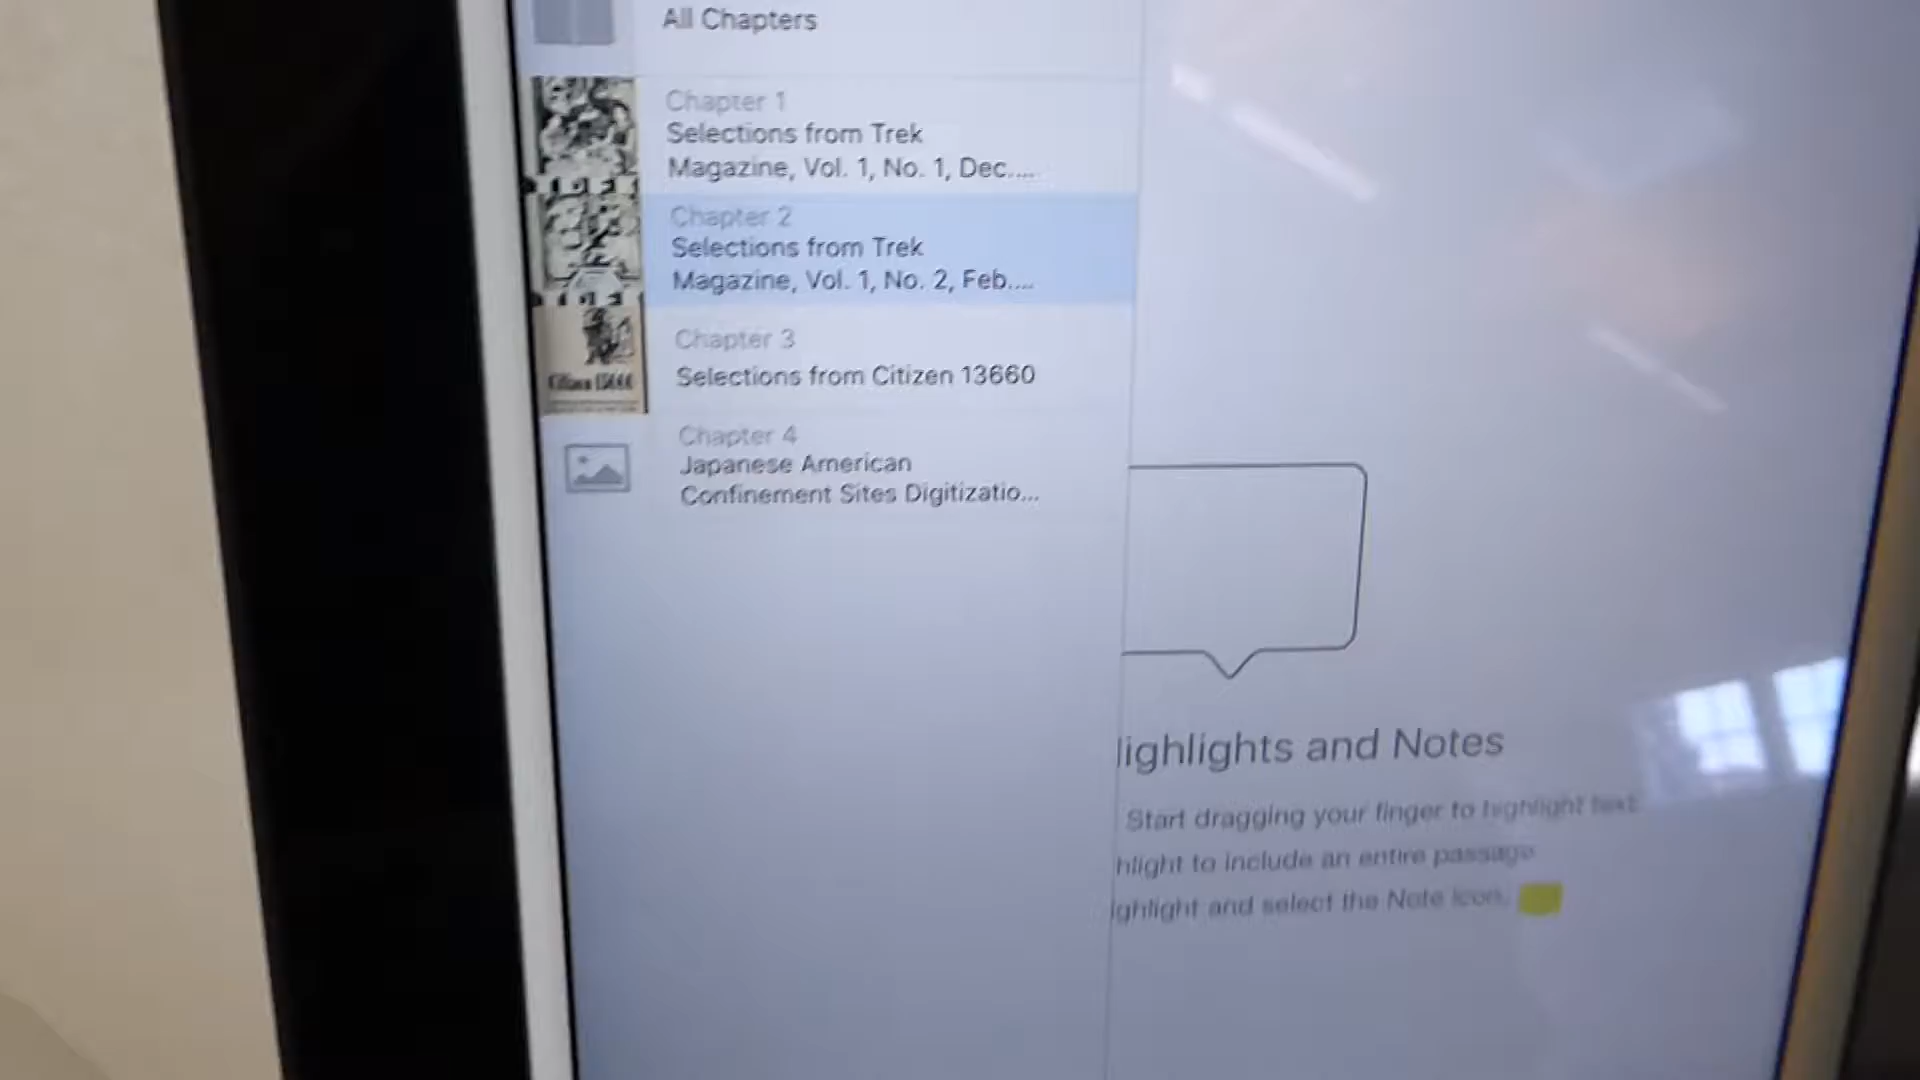 All Chapters
Chapter 1
Selections from Trek
Magazine, Vol. 1, No. 1, Dec....
Chapter 2
Selections from Trek
Magazine, Vol. 1, No. 2, Feb....
Chapter 3
Selections from Citizen 13660
Citizen 13660
Chapter 4
Japanese American
Confinement Sites Digitizatio...
lighlights and Notes
Start dragging your finger to highlight text
hlight to include an entire passage
ighlight and select the Note icon.